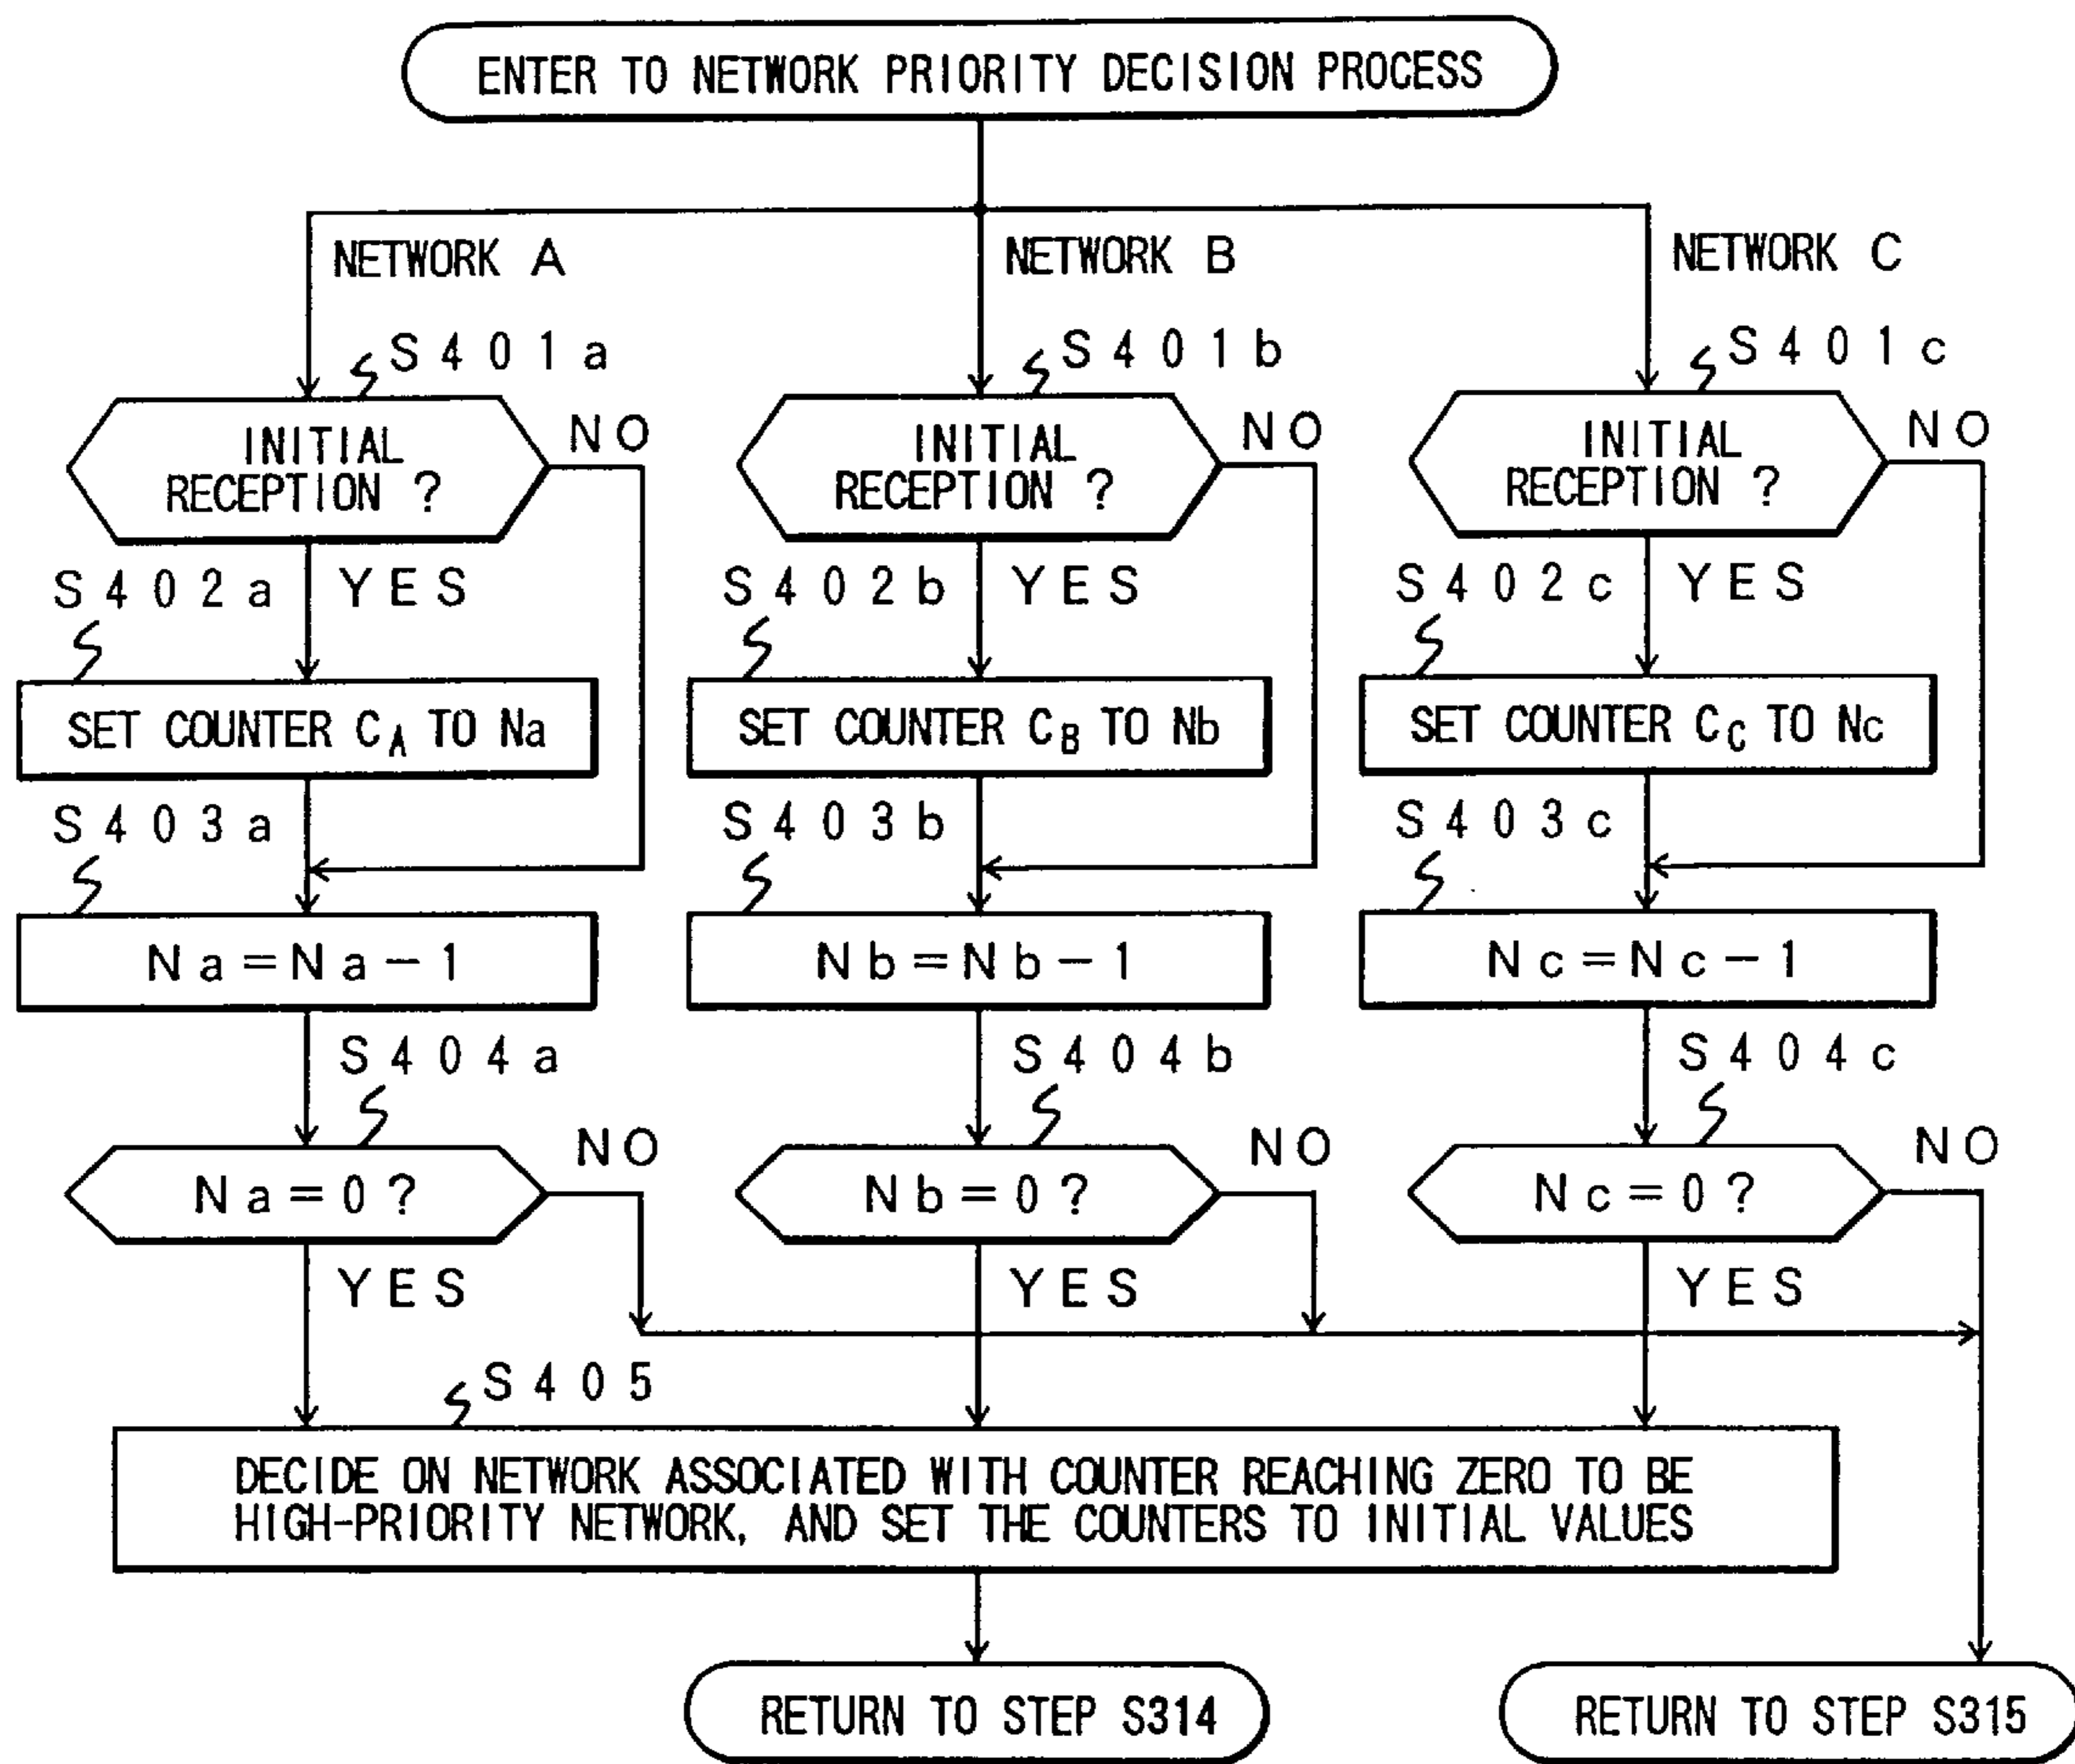 ENTER TO NETWORK PRIORITY DECISION PROCESS
NETWORK A
NETWORK B
NETWORK C
S401a
S401b
S401c
INITIAL
RECEPTION ?
NO
INITIAL
RECEPTION ?
NO
INITIAL
RECEPTION ?
NO
S402a
YES
S402b
YES
S402c
YES
SET COUNTER CA TO Na
SET COUNTER CB TO Nb
SET COUNTER CC TO Nc
S403a
S403b
S403c
Na=Na-1
Nb=Nb-1
Nc=Nc-1
S404a
S404b
S404c
Na=0?
NO
Nb=0?
NO
Nc=0?
NO
YES
YES
YES
S405
DECIDE ON NETWORK ASSOCIATED WITH COUNTER REACHING ZERO TO BE
HIGH-PRIORITY NETWORK, AND SET THE COUNTERS TO INITIAL VALUES
RETURN TO STEP S314
RETURN TO STEP S315